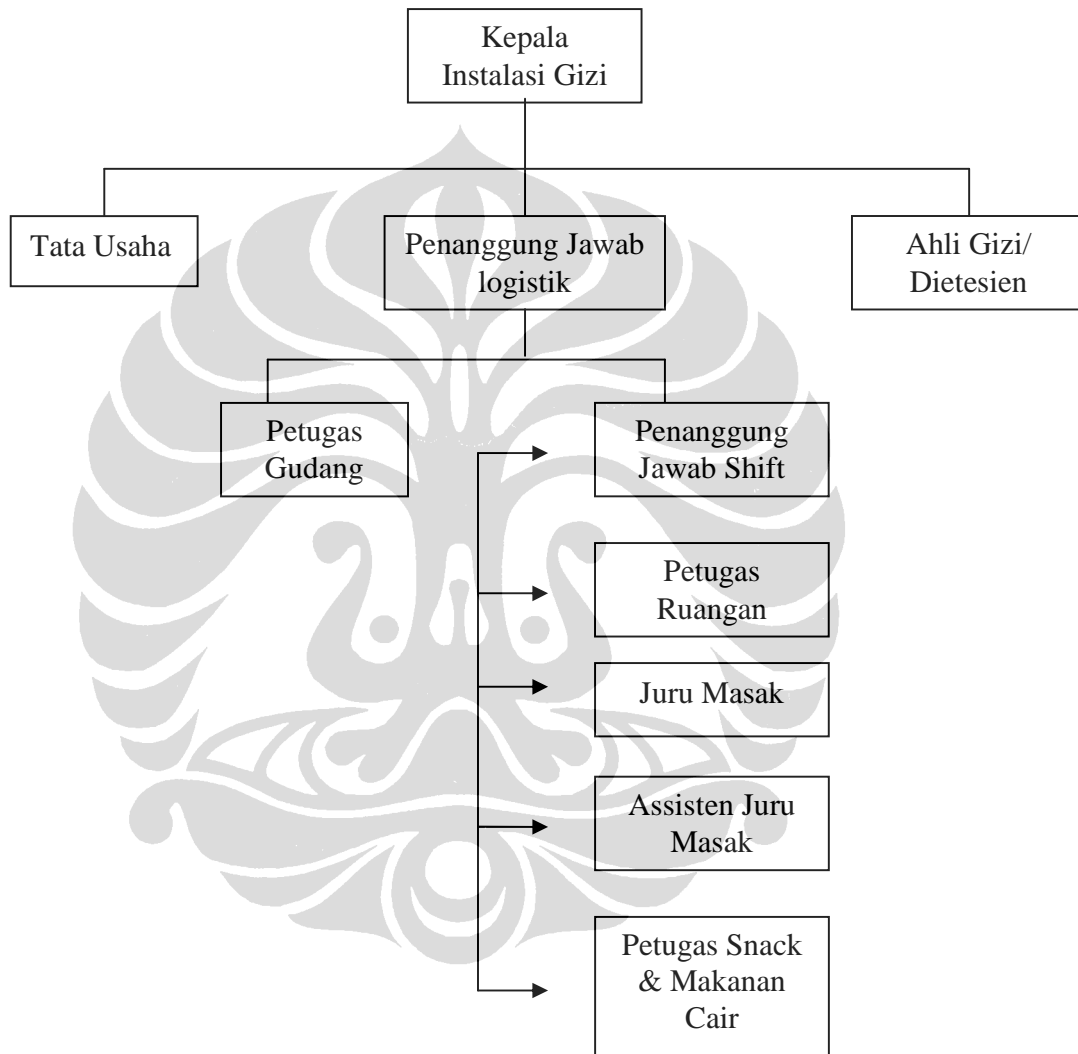 Kepala
Instalasi Gizi
Tata Usaha
Penanggung Jawab
logistik
Ahli Gizi/
Dietesien
Petugas
Gudang
Penanggung
Jawab Shift
Petugas
Ruangan
Juru Masak
Assisten Juru
Masak
Petugas Snack
& Makanan
Cair